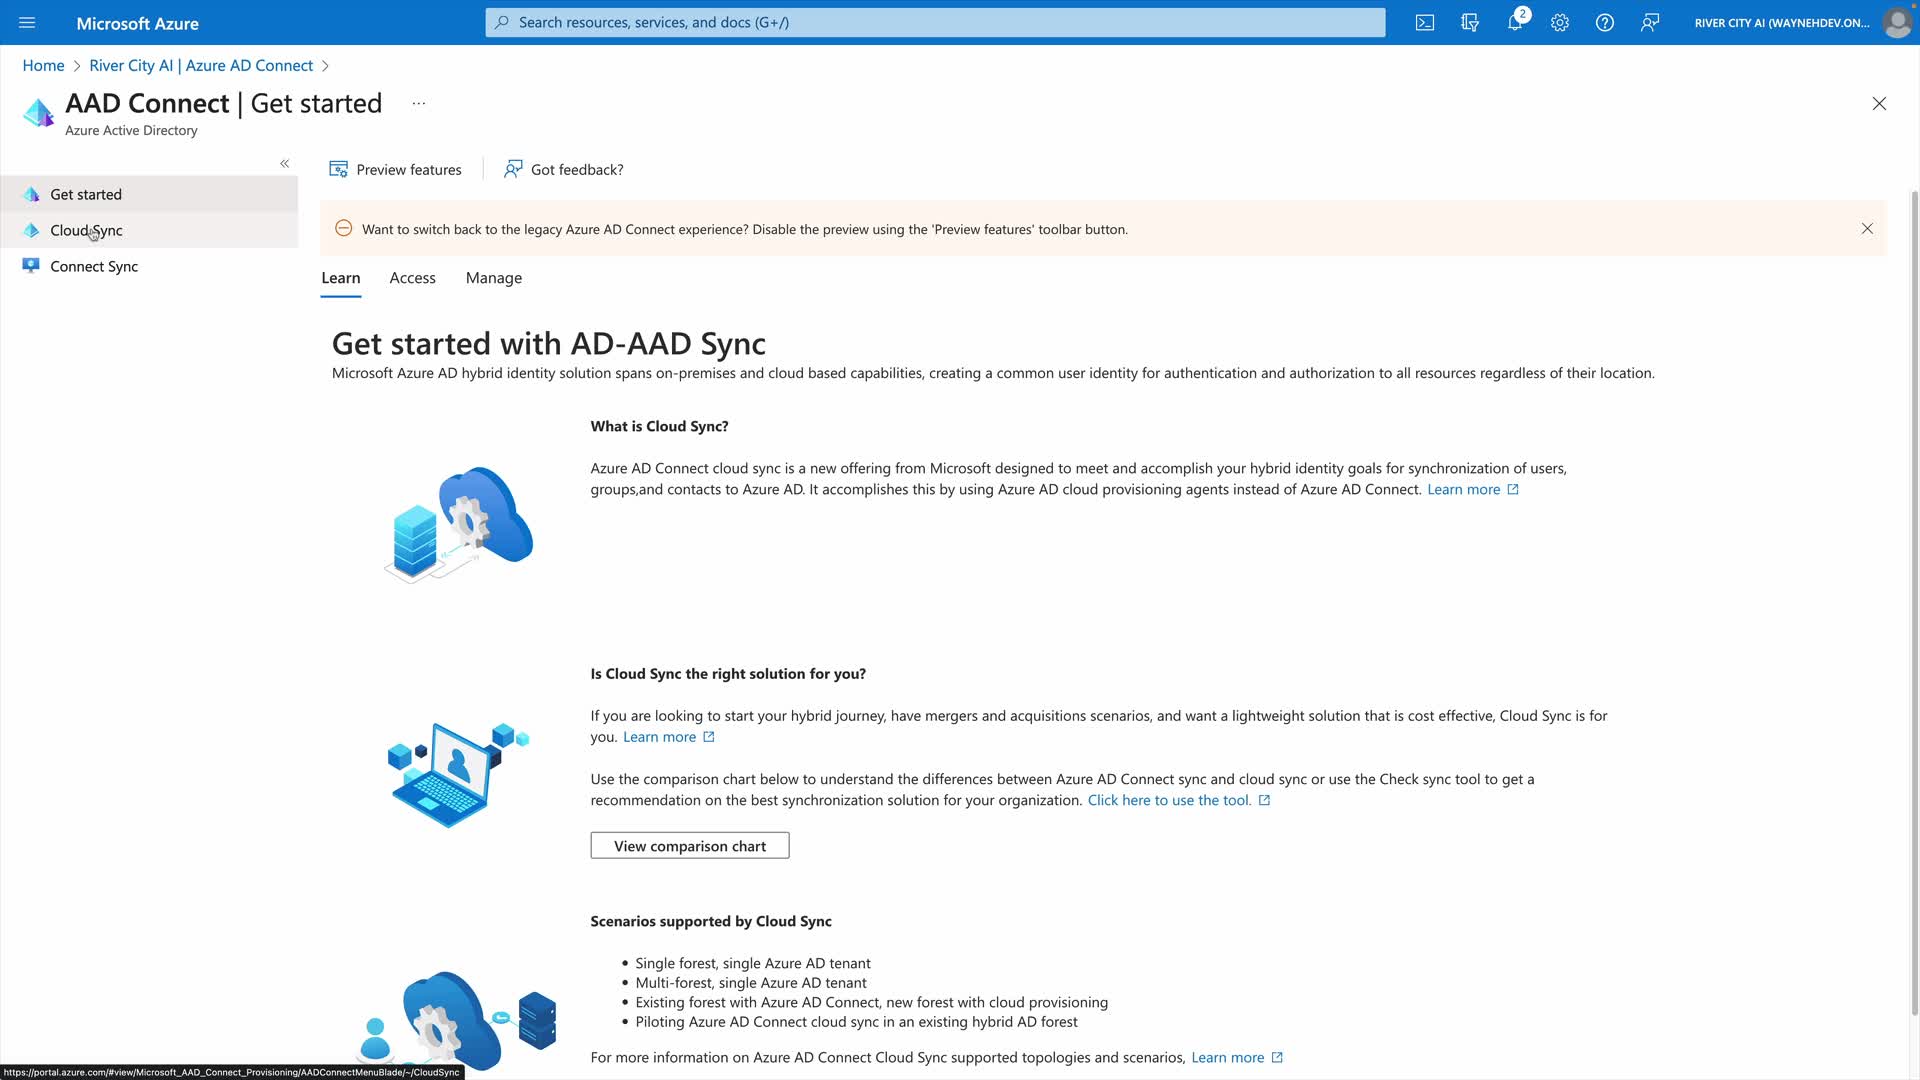 Microsoft Azure
Search resources, services, and docs (G+/)
2
RIVER CITY AI (WAYNEHDEV.ON...
Home
River City AI | Azure AD Connect
AAD Connect | Get started
...
Azure Active Directory
Get started
Cloud Sync
Connect Sync
Preview features
Got feedback?
Want to switch back to the legacy Azure AD Connect experience? Disable the preview using the 'Preview features' toolbar button.
Learn
Access
Manage
Get started with AD-AAD Sync
Microsoft Azure AD hybrid identity solution spans on-premises and cloud based capabilities, creating a common user identity for authentication and authorization to all resources regardless of their location.
What is Cloud Sync?
Azure AD Connect cloud sync is a new offering from Microsoft designed to meet and accomplish your hybrid identity goals for synchronization of users,
groups,and contacts to Azure AD. It accomplishes this by using Azure AD cloud provisioning agents instead of Azure AD Connect. Learn more
Is Cloud Sync the right solution for you?
If you are looking to start your hybrid journey, have mergers and acquisitions scenarios, and want a lightweight solution that is cost effective, Cloud Sync is for
you. Learn more
Use the comparison chart below to understand the differences between Azure AD Connect sync and cloud sync or use the Check sync tool to get a
recommendation on the best synchronization solution for your organization. Click here to use the tool.
View comparison chart
Scenarios supported by Cloud Sync
• Single forest, single Azure AD tenant
• Multi-forest, single Azure AD tenant
• Existing forest with Azure AD Connect, new forest with cloud provisioning
• Piloting Azure AD Connect cloud sync in an existing hybrid AD forest
For more information on Azure AD Connect Cloud Sync supported topologies and scenarios, Learn more
https://portal.azure.com/#view/Microsoft_AAD_Connect_Provisioning/AADConnectMenuBlade/~/CloudSync